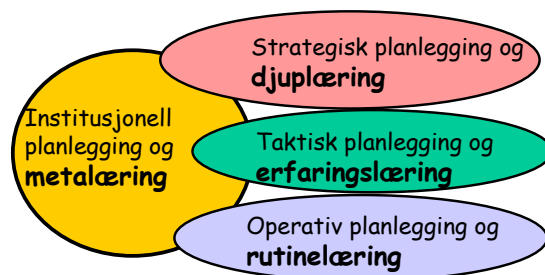 Institusjonell
planlegging og
metalæring
Strategisk planlegging og
djuplæring
Taktisk planlegging og
erfaringslæring
Operativ planlegging og
rutinelæring